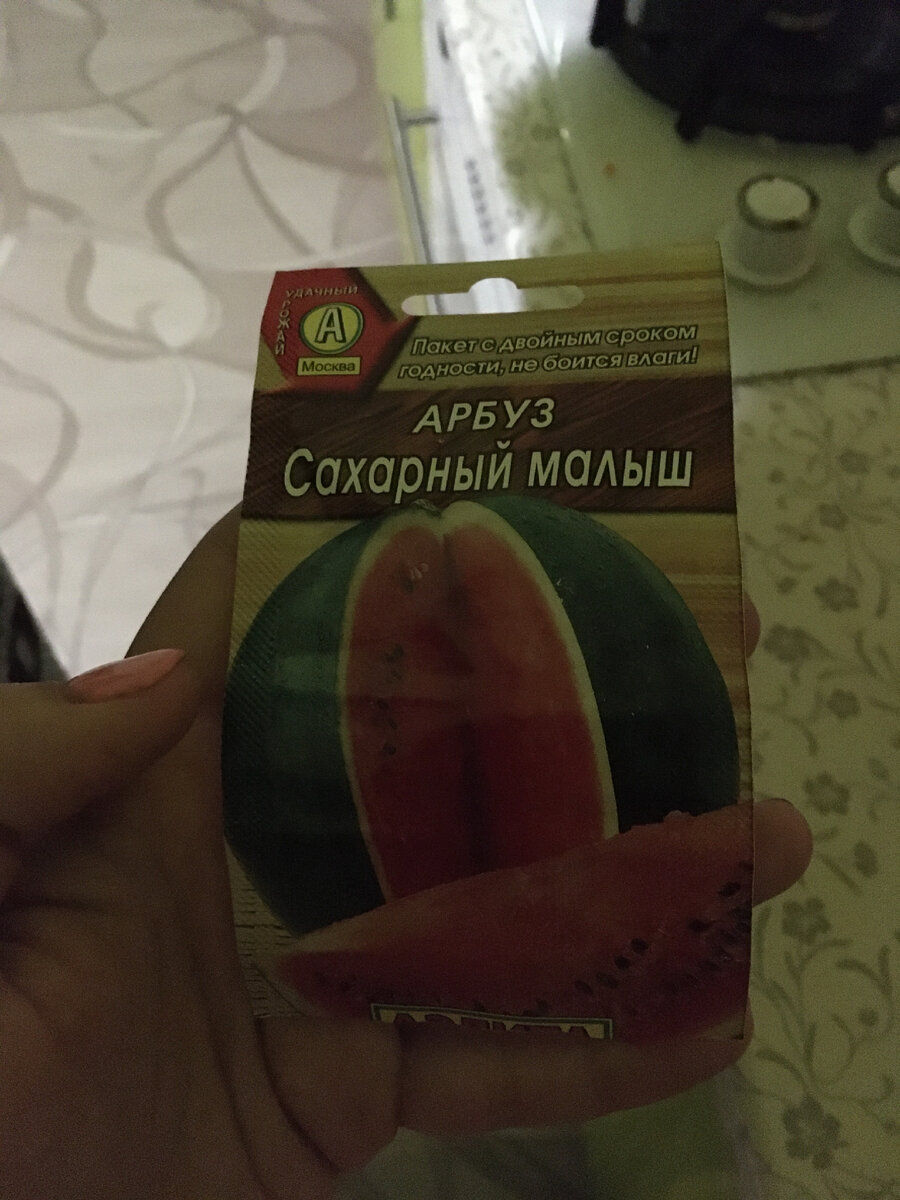 УДАЧНЫЙ
УРОЖАЙ
А
Москва
Пакет с двойным сроком
годности, не боится влаги!
АРБУЗ
Сахарный малыш